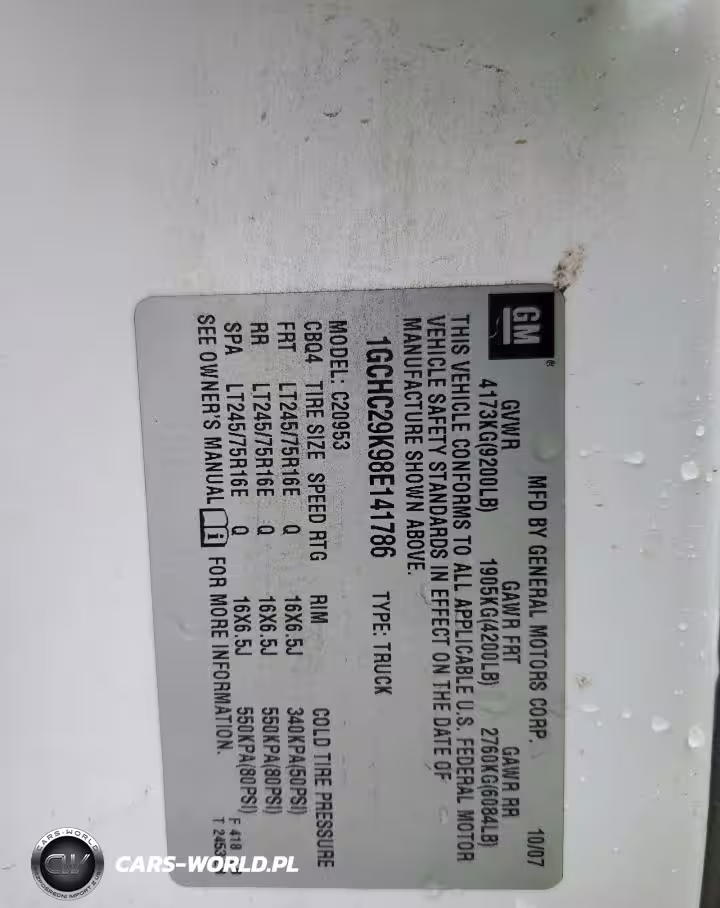 GM ®
MFD BY GENERAL MOTORS CORP. 10/07
GVWR GAWR FRT GAWR RR
4173KG(9200LB) 1905KG(4200LB) 2760KG(6084LB)
THIS VEHICLE CONFORMS TO ALL APPLICABLE U.S. FEDERAL MOTOR
VEHICLE SAFETY STANDARDS IN EFFECT ON THE DATE OF
MANUFACTURE SHOWN ABOVE.
1GCHC29K98E141786 TYPE: TRUCK
MODEL: C20953
CBQ4 TIRE SIZE SPEED RTG RIM COLD TIRE PRESSURE
FRT LT245/75R16E Q 16X6.5J 340KPA(50PSI)
RR LT245/75R16E Q 16X6.5J 550KPA(80PSI)
SPA LT245/75R16E Q 16X6.5J 550KPA(80PSI)
SEE OWNER'S MANUAL FOR MORE INFORMATION.
F 418
CARS-WORLD
CW
CARS-WORLD.PL